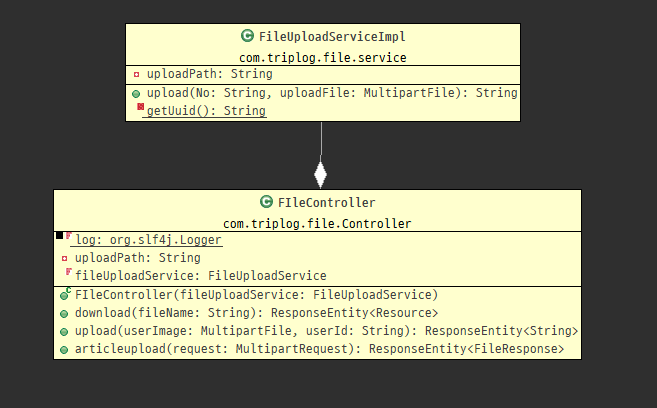 C FileUploadServiceImpl
com.triplog.file.service
uploadPath: String
upload(No: String, uploadFile: MultipartFile): String
getUuid(): String
C FIleController
com.triplog.file.Controller
F log: org.slf4j.Logger
uploadPath: String
F fileUploadService: FileUploadService
C FIleController(fileUploadService: FileUploadService)
download(fileName: String): ResponseEntity<Resource>
upload(userImage: MultipartFile, userId: String): ResponseEntity<String>
articleupload(request: MultipartRequest): ResponseEntity<FileResponse>